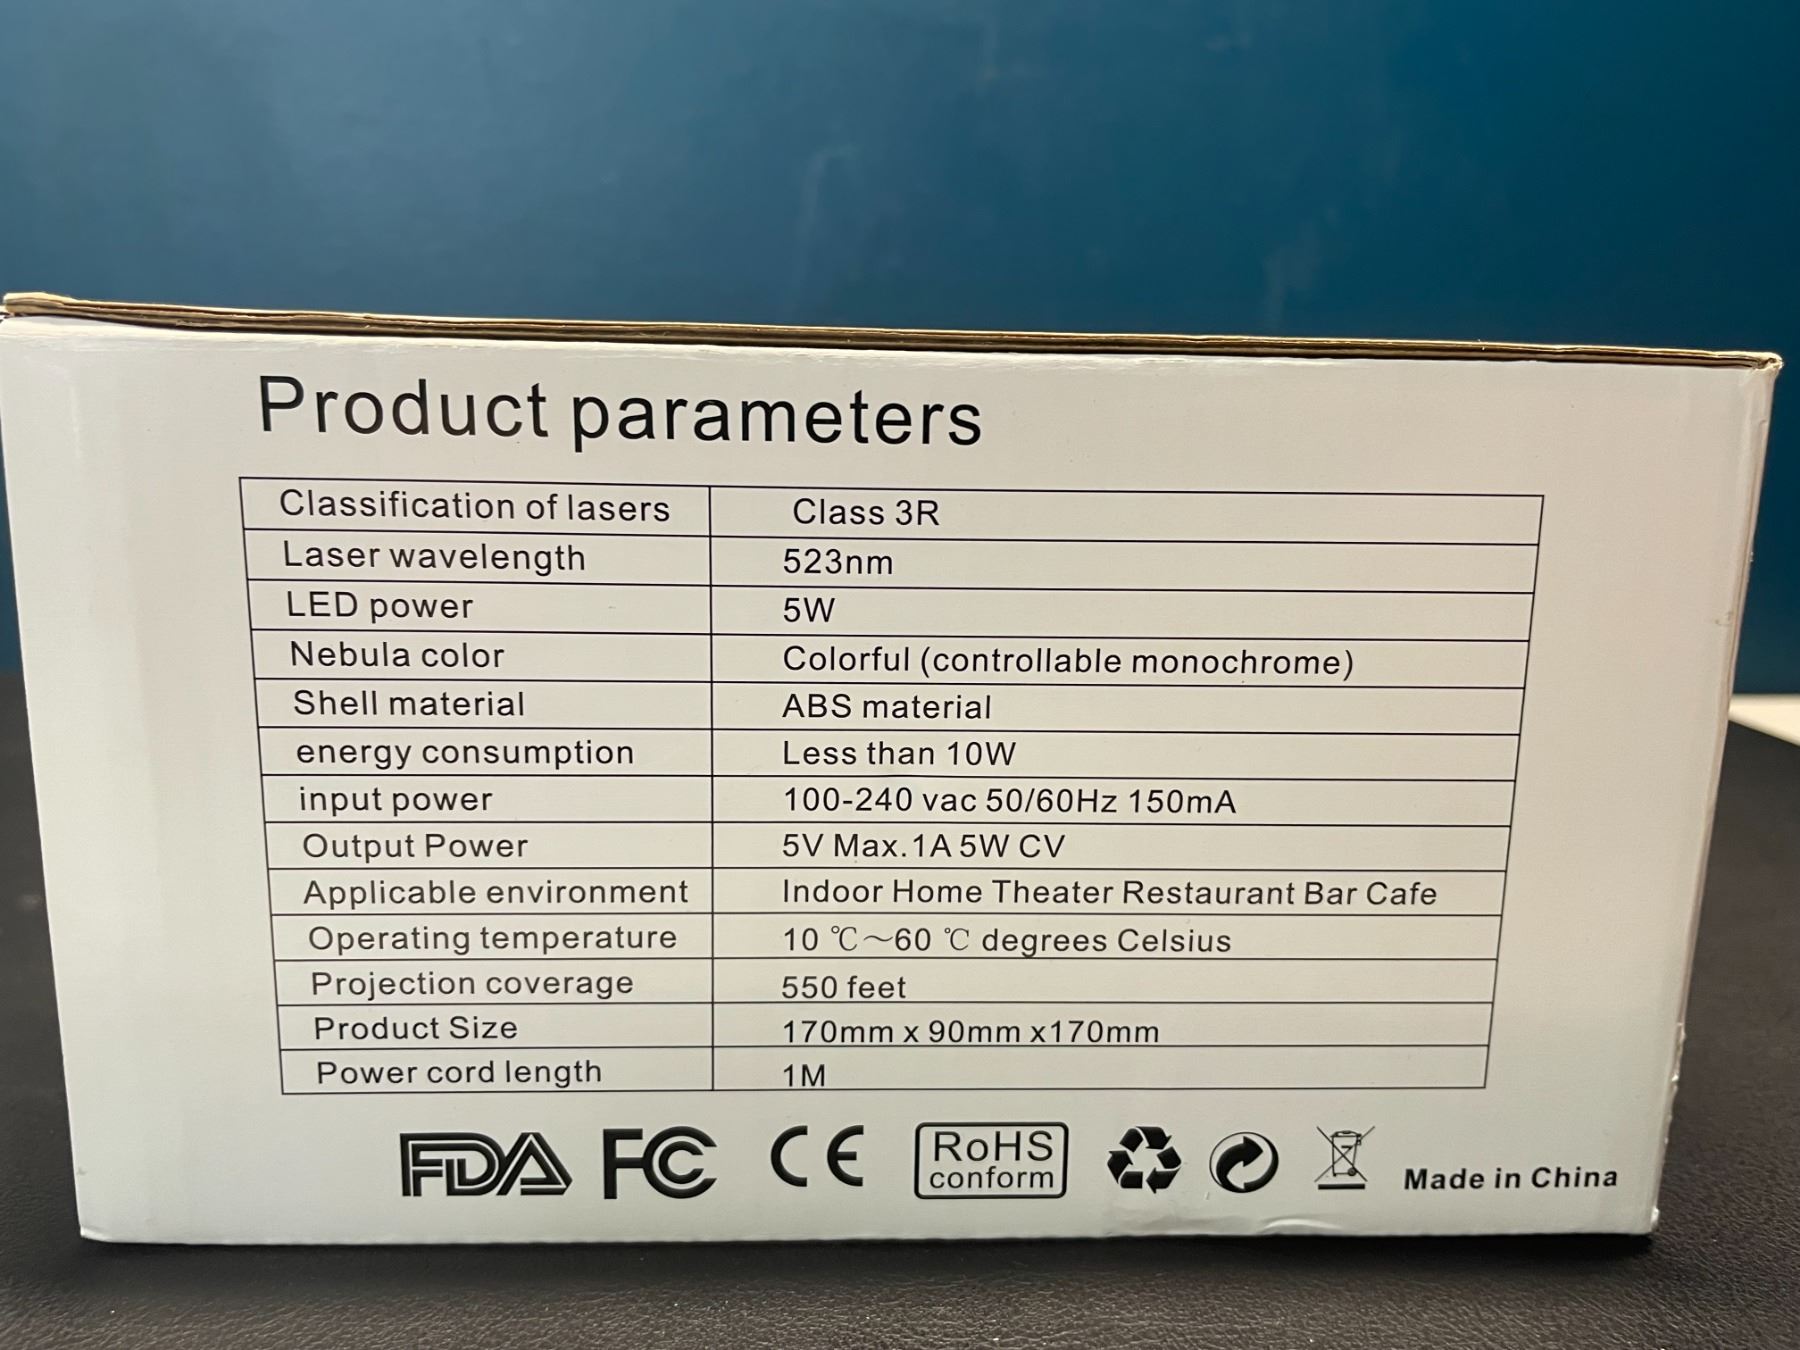 Product parameters
Classification of lasers Class 3R
Laser wavelength 523nm
LED power 5W
Nebula color Colorful (controllable monochrome)
Shell material ABS material
energy consumption Less than 10W
input power 100-240 vac 50/60Hz 150mA
Output Power 5V Max.1A 5W CV
Applicable environment Indoor Home Theater Restaurant Bar Cafe
Operating temperature 10 ℃～60 ℃ degrees Celsius
Projection coverage 550 feet
Product Size 170mm x 90mm x170mm
Power cord length 1M
FDA FC CE RoHS
conform
Made in China